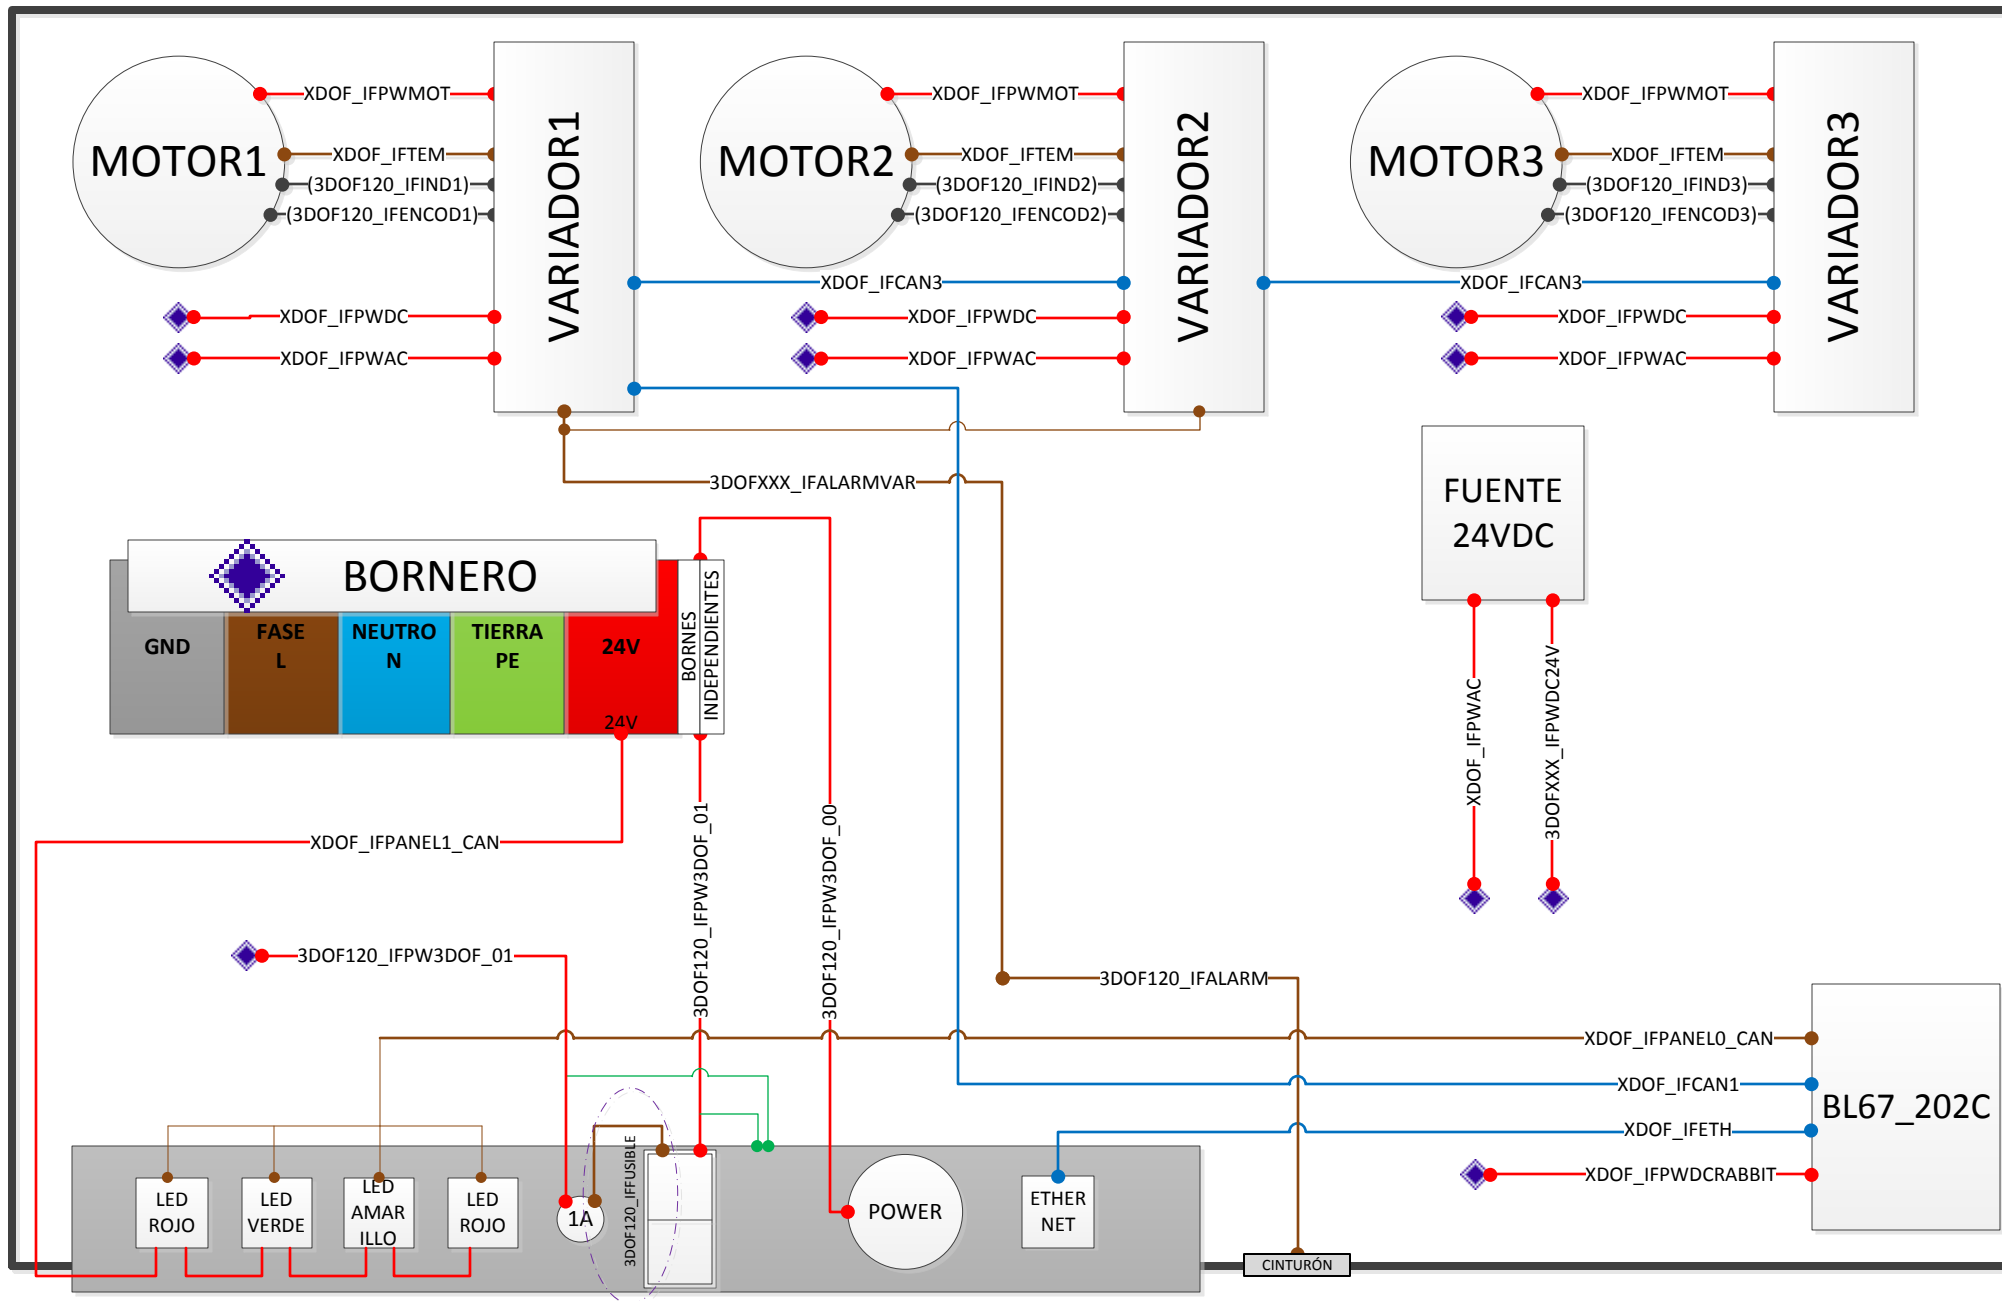 XDOF_IFPWMOT
XDOF_IFPWMOT
XDOF_IFPWMOT
MOTOR1
XDOF_IFTEM
(3DOF120_IFIND1)
(3DOF120_IFENCOD1)
VARIADOR1
MOTOR2
XDOF_IFTEM
(3DOF120_IFIND2)
(3DOF120_IFENCOD2)
VARIADOR2
MOTOR3
XDOF_IFTEM
(3DOF120_IFIND3)
(3DOF120_IFENCOD3)
VARIADOR3
XDOF_IFCAN3
XDOF_IFCAN3
XDOF_IFPWDC
XDOF_IFPWDC
XDOF_IFPWDC
XDOF_IFPWAC
XDOF_IFPWAC
XDOF_IFPWAC
3DOFXXX_IFALARMVAR
FUENTE
24VDC
BORNERO
GND
FASE
L
NEUTRO
N
TIERRA
PE
24V
24V
BORNES
INDEPENDIENTES
XDOF_IFPWAC
3DOFXXX_IFPWDC24V
XDOF_IFPANEL1_CAN
3DOF120_IFPW3DOF_01
3DOF120_IFPW3DOF_00
3DOF120_IFPW3DOF_01
3DOF120_IFALARM
XDOF_IFPANEL0_CAN
XDOF_IFCAN1
BL67_202C
XDOF_IFETH
XDOF_IFPWDCRABBIT
LED
ROJO
LED
VERDE
LED
AMAR
ILLO
LED
ROJO
1A
3DOF120_IFFUSIBLE
POWER
ETHER
NET
CINTURÓN